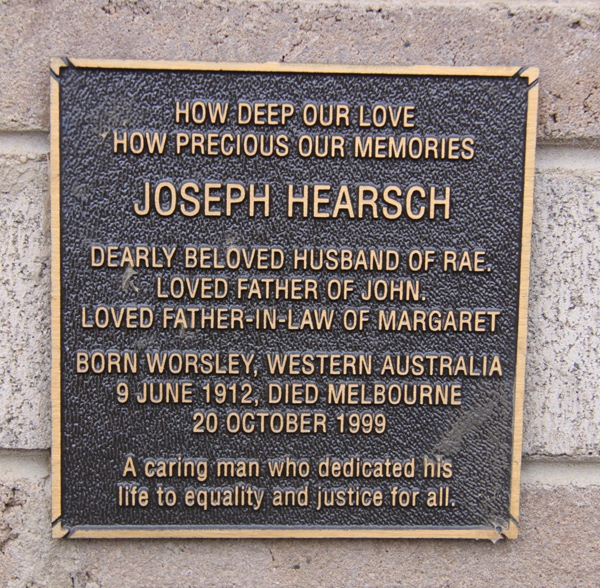 HOW DEEP OUR LOVE
HOW PRECIOUS OUR MEMORIES
JOSEPH HEARSCH
DEARLY BELOVED HUSBAND OF RAE.
LOVED FATHER OF JOHN.
LOVED FATHER-IN-LAW OF MARGARET
BORN WORSLEY, WESTERN AUSTRALIA
9 JUNE 1912, DIED MELBOURNE
20 OCTOBER 1999
A caring man who dedicated his
life to equality and justice for all.